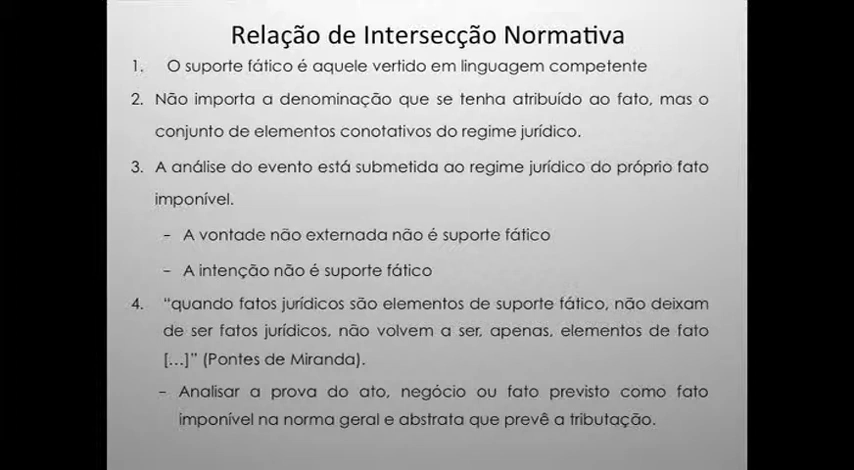 Relação de Intersecção Normativa
1. O suporte fático é aquele vertido em linguagem competente
2. Não importa a denominação que se tenha atribuído ao fato, mas o
conjunto de elementos conotativos do regime jurídico.
3. A análise do evento está submetida ao regime jurídico do próprio fato
imponível.
- A vontade não externada não é suporte fático
- A intenção não é suporte fático
4. “quando fatos jurídicos são elementos de suporte fático, não deixam
de ser fatos jurídicos, não volvem a ser, apenas, elementos de fato
[...]” (Pontes de Miranda).
- Analisar a prova do ato, negócio ou fato previsto como fato
imponível na norma geral e abstrata que prevê a tributação.